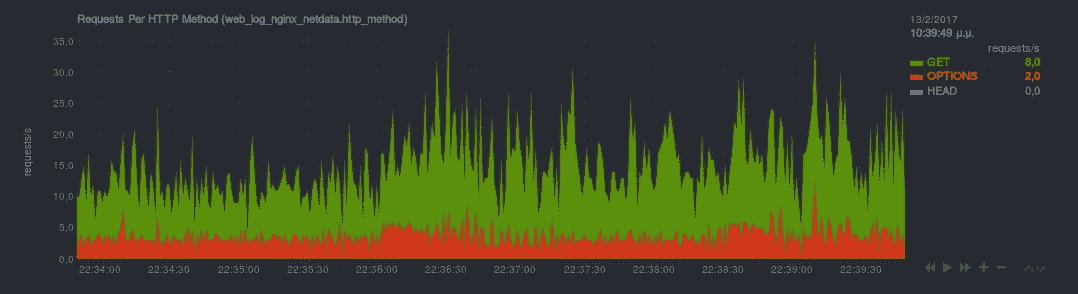 Requests Per HTTP Method (web_log_nginx_netdata.http_method)
13/2/2017
10:39:49 μ.μ.
requests/s
GET 8,0
OPTIONS 2,0
HEAD 0,0
requests/s
35,0
30,0
25,0
20,0
15,0
10,0
5,0
0,0
22:34:00 22:34:30 22:35:00 22:35:30 22:36:00 22:36:30 22:37:00 22:37:30 22:38:00 22:38:30 22:39:00 22:39:30